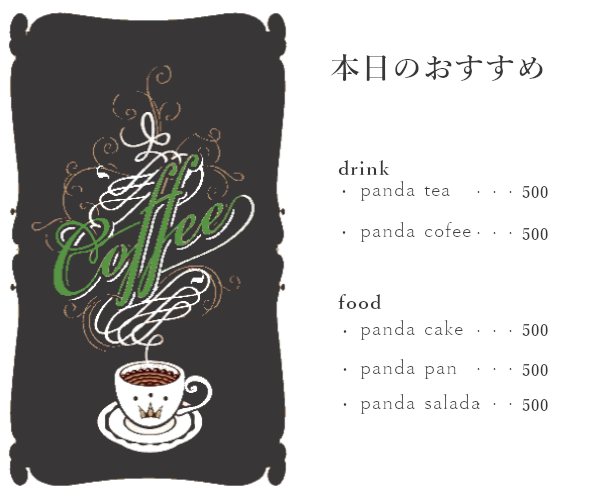 Coffee
本日のおすすめ
drink
・ panda tea ・・・ 500
・ panda cofee ・・・ 500
food
・ panda cake ・・・ 500
・ panda pan ・・・ 500
・ panda salada ・・・ 500